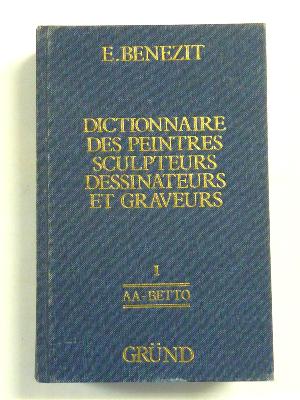 E. BENEZIT
DICTIONNAIRE
DES PEINTRES
SCULPTEURS
DESSINATEURS
ET GRAVEURS
1
AA-BETTO
GRÜND